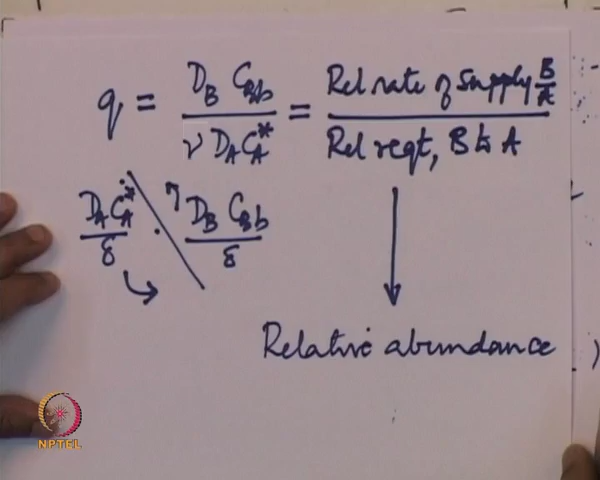 q = D_B C_Bb / ν D_A C_A* = Rel rate of supply B/A / Rel reqt, B to A
D_A C_A* / δ D_B C_Bb / δ
Relative abundance
NPTEL